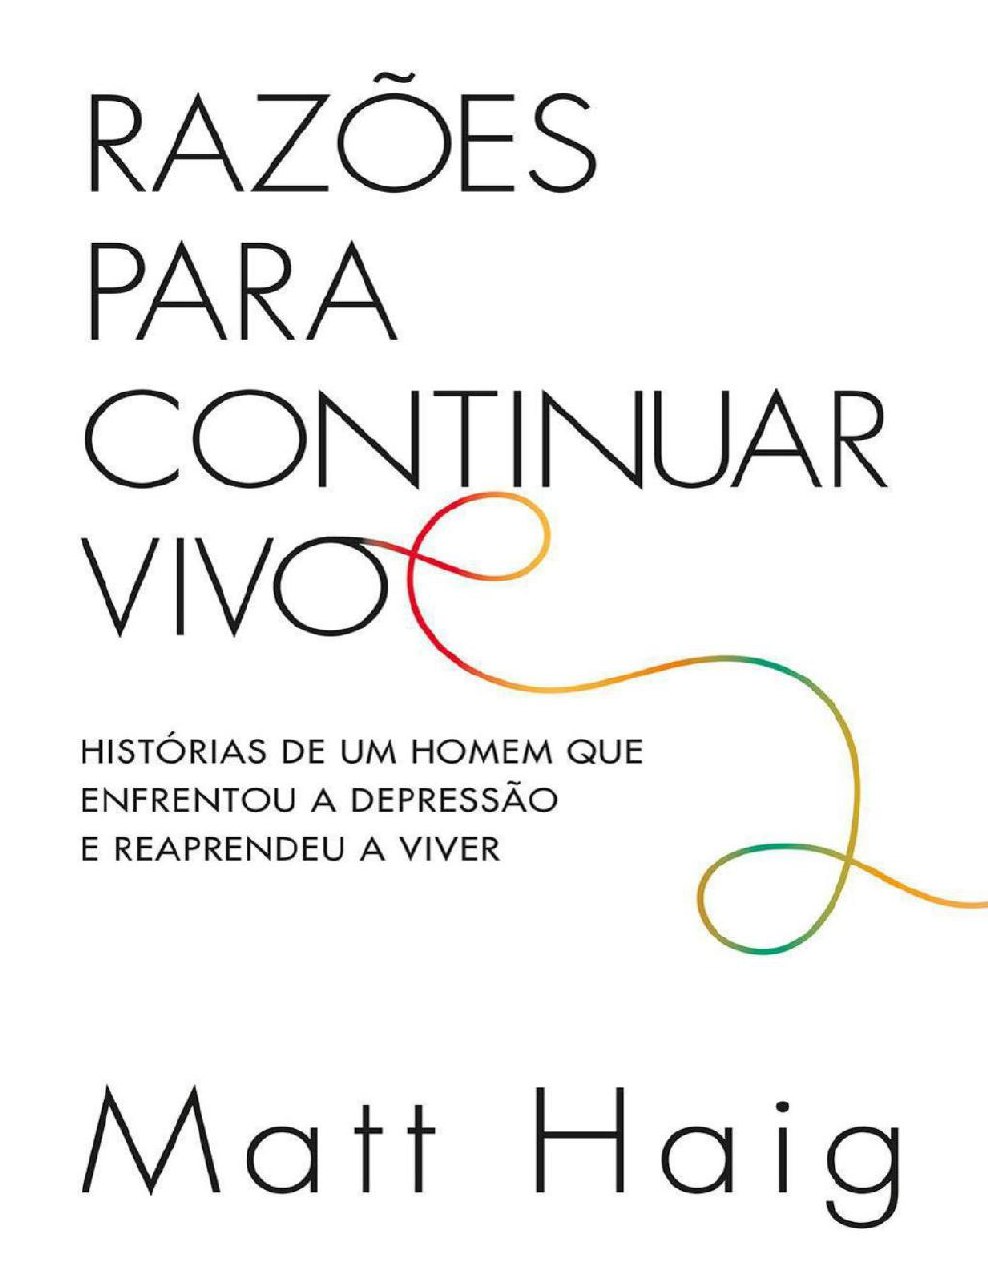 RAZÕES
PARA
CONTINUAR
VIVO
HISTÓRIAS DE UM HOMEM QUE
ENFRENTOU A DEPRESSÃO
E REAPRENDEU A VIVER
Matt Haig